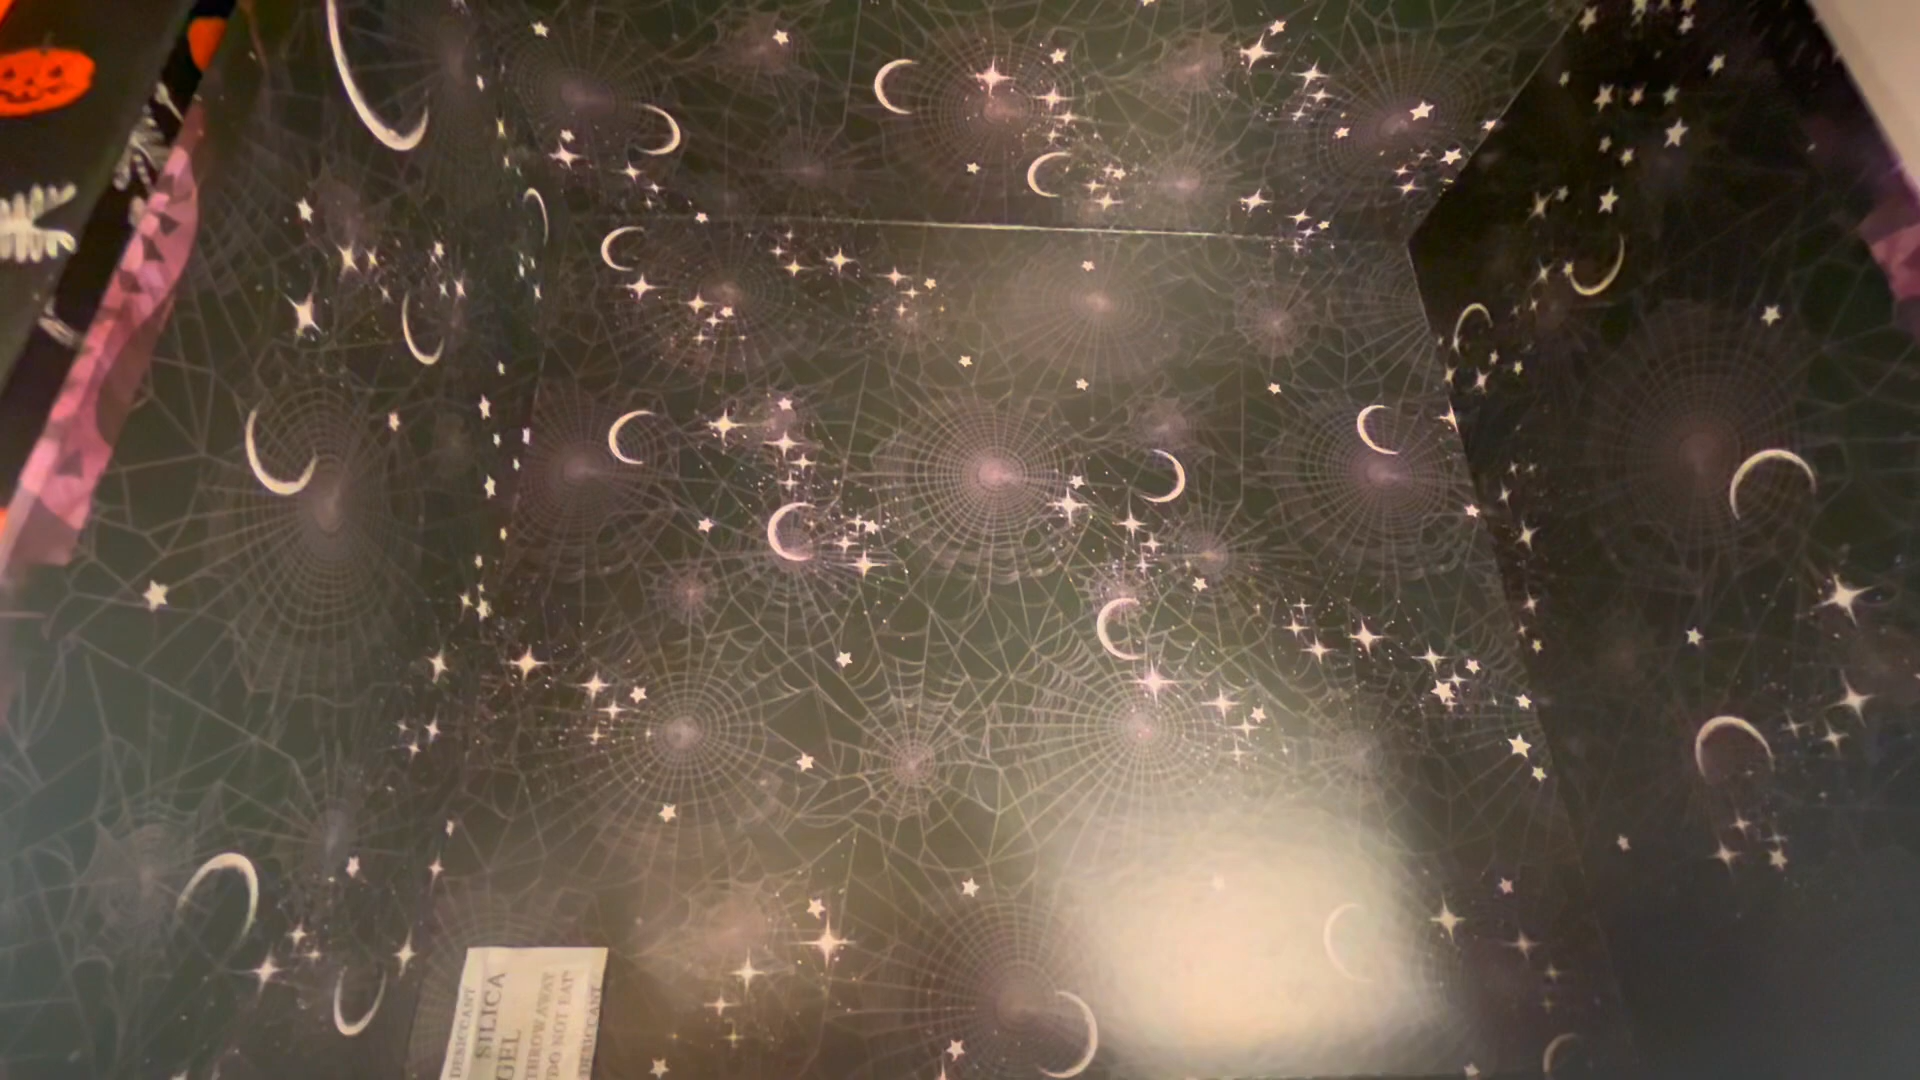 DESICCANT
SILICA
GEL
THROW AWAY
"DO NOT EAT"
DESICCANT